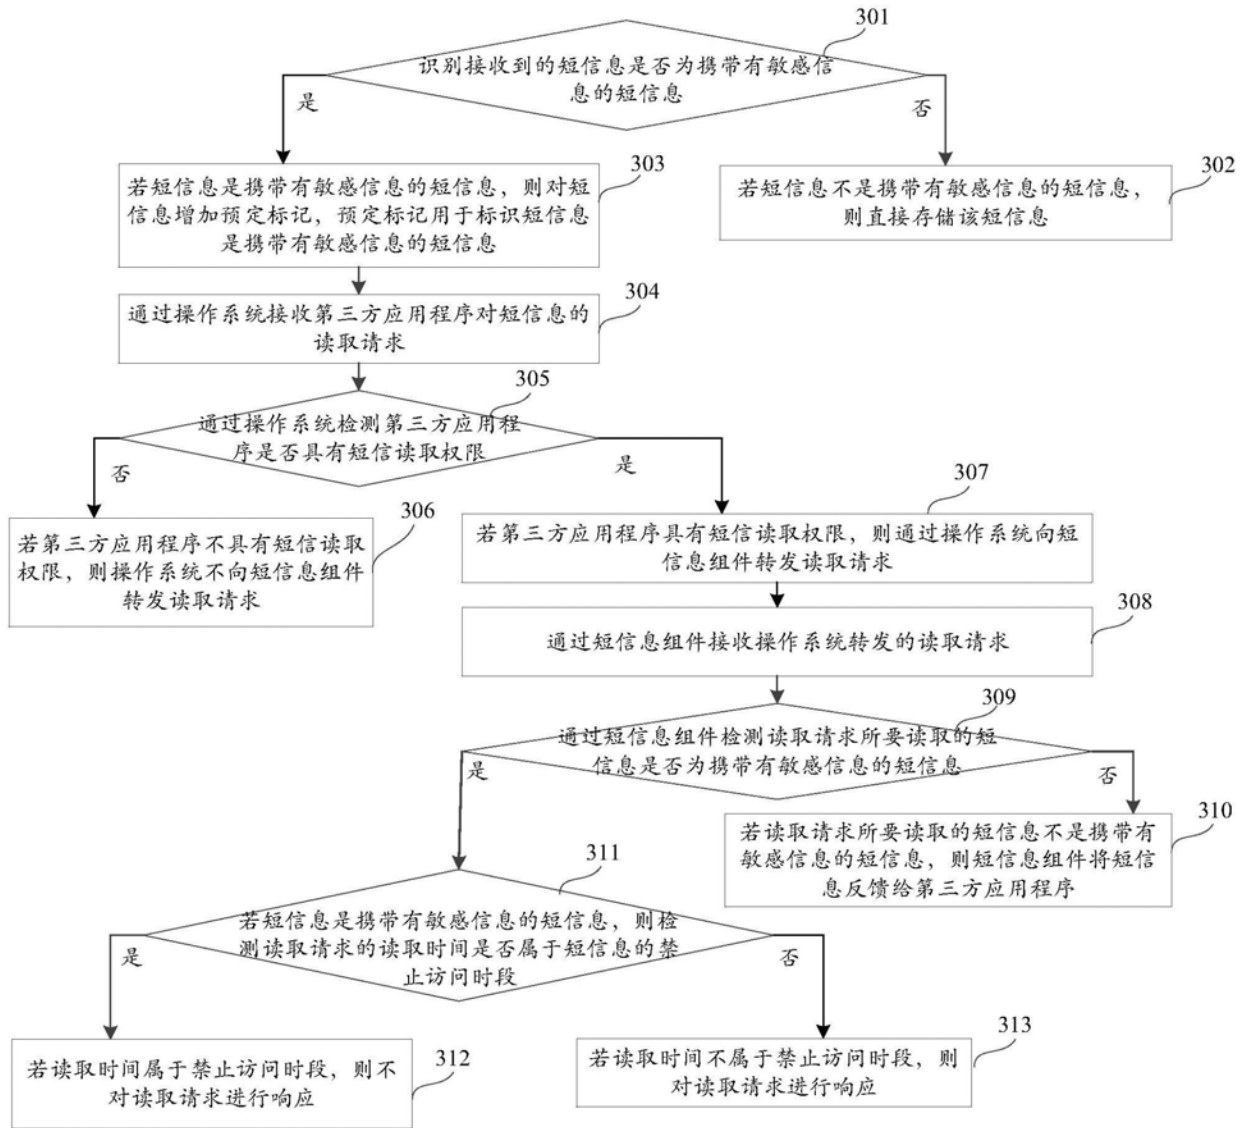 301
识别接收到的短信息是否为携带有敏感信
息的短信息
是
否
303
若短信息是携带有敏感信息的短信息，则对短
信息增加预定标记，预定标记用于标识短信息
是携带有敏感信息的短信息
302
若短信息不是携带有敏感信息的短信息，
则直接存储该短信息
304
通过操作系统接收第三方应用程序对短信息的
读取请求
305
通过操作系统检测第三方应用程
序是否具有短信读取权限
否
是
306
若第三方应用程序不具有短信读取
权限，则操作系统不向短信息组件
转发读取请求
307
若第三方应用程序具有短信读取权限，则通过操作系统向短
信息组件转发读取请求
308
通过短信息组件接收操作系统转发的读取请求
309
通过短信息组件检测读取请求所要读取的短
信息是否为携带有敏感信息的短信息
是
否
310
若读取请求所要读取的短信息不是携带有
敏感信息的短信息，则短信息组件将短信
息反馈给第三方应用程序
311
若短信息是携带有敏感信息的短信息，则检
测读取请求的读取时间是否属于短信息的禁
止访问时段
是
否
312
若读取时间属于禁止访问时段，则不
对读取请求进行响应
313
若读取时间不属于禁止访问时段，则
对读取请求进行响应